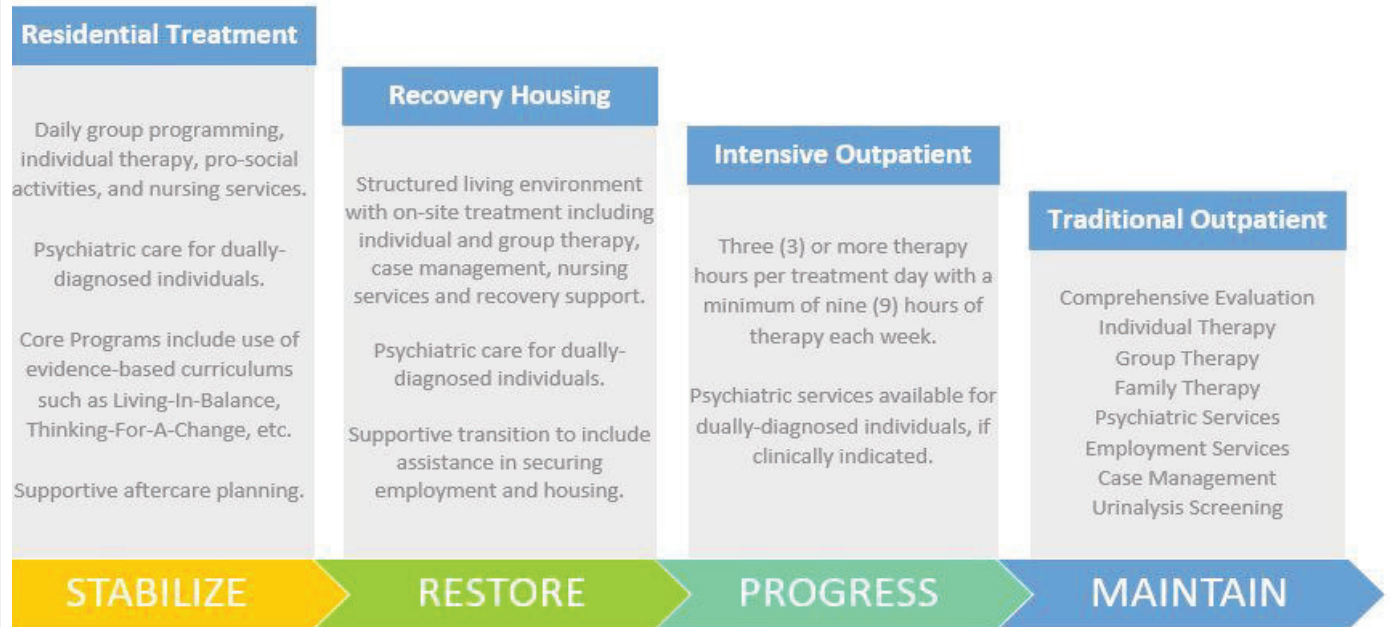 Residential Treatment
Daily group programming,
individual therapy, pro-social
activities, and nursing services.
Psychiatric care for dually-
diagnosed individuals.
Core Programs include use of
evidence-based curriculums
such as Living-In-Balance,
Thinking-For-A-Change, etc.
Supportive aftercare planning.
STABILIZE
Recovery Housing
Structured living environment
with on-site treatment including
individual and group therapy,
case management, nursing
services and recovery support.
Psychiatric care for dually-
diagnosed individuals.
Supportive transition to include
assistance in securing
employment and housing.
RESTORE
Intensive Outpatient
Three (3) or more therapy
hours per treatment day with a
minimum of nine (9) hours of
therapy each week.
Psychiatric services available for
dually-diagnosed individuals, if
clinically indicated.
PROGRESS
Traditional Outpatient
Comprehensive Evaluation
Individual Therapy
Group Therapy
Family Therapy
Psychiatric Services
Employment Services
Case Management
Urinalysis Screening
MAINTAIN